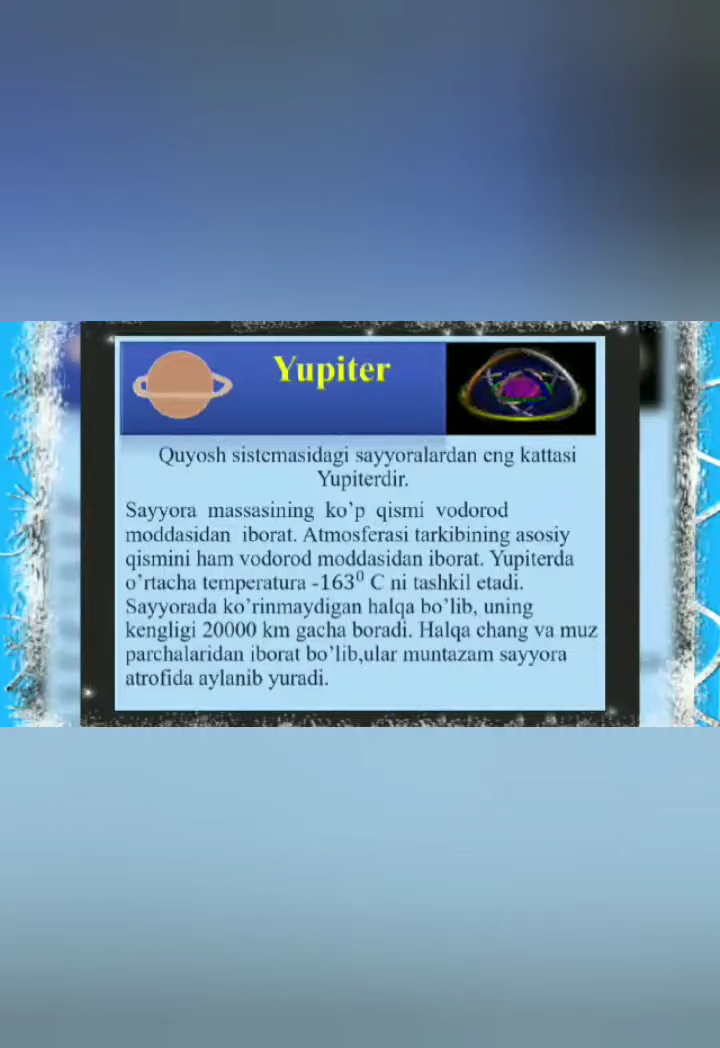 Yupiter
Quyosh sistemasidagi sayyoralardan eng kattasi
Yupiterdir.
Sayyora massasining ko’p qismi vodorod
moddasidan iborat. Atmosferasi tarkibining asosiy
qismini ham vodorod moddasidan iborat. Yupiterda
o’rtacha temperatura -163⁰ C ni tashkil etadi.
Sayyorada ko’rinmaydigan halqa bo’lib, uning
kengligi 20000 km gacha boradi. Halqa chang va muz
parchalaridan iborat bo’lib,ular muntazam sayyora
atrofida aylanib yuradi.